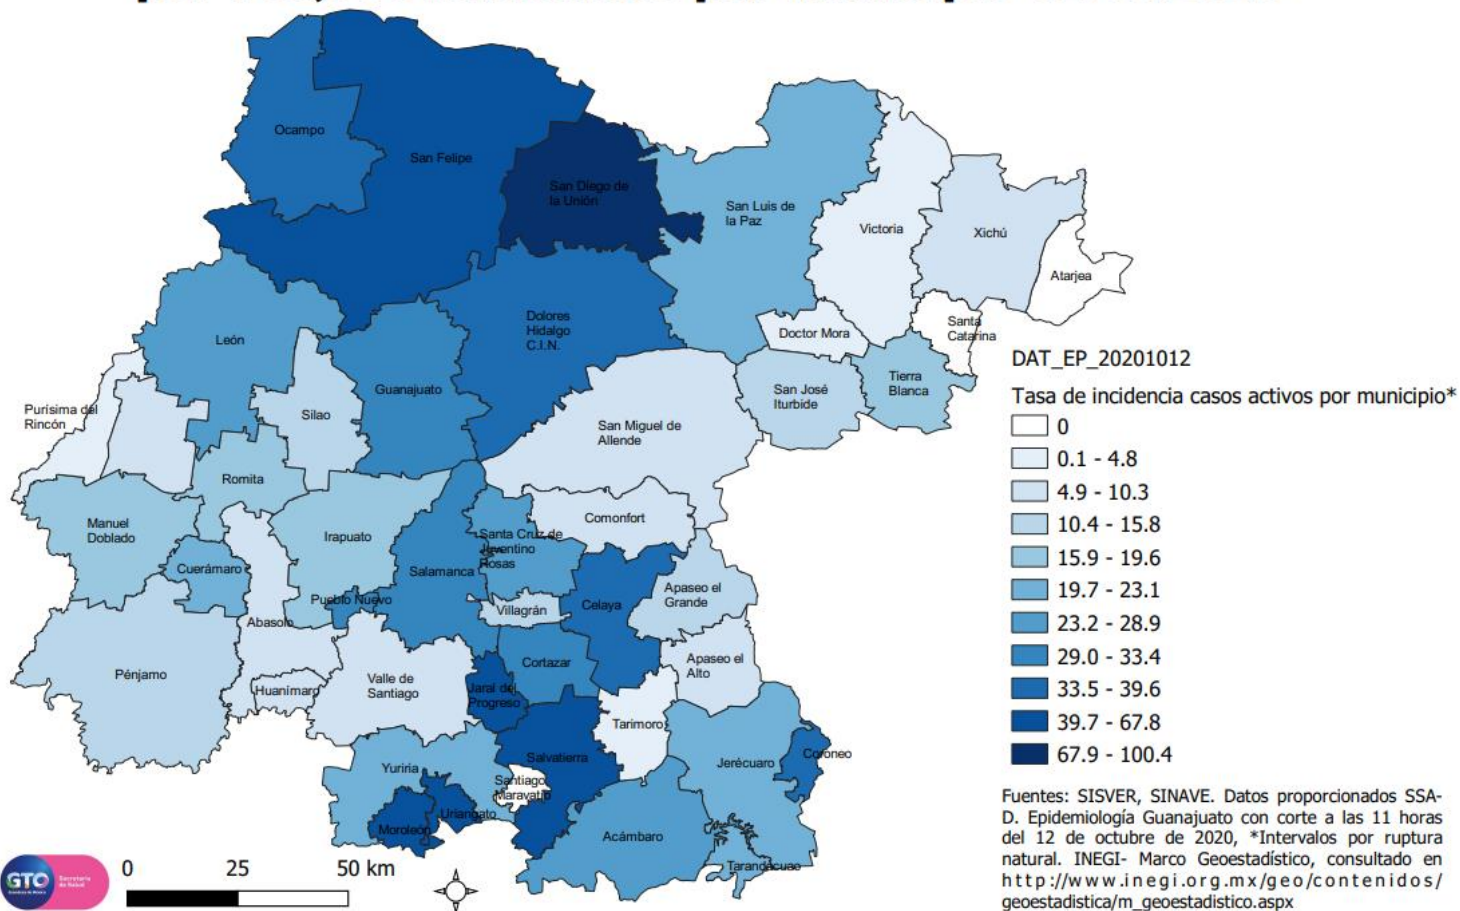 Ocampo
San Felipe
San Diego de
la Unión
San Luis de
la Paz
Victoria
Xichú
Atarjea
León
Dolores
Hidalgo
C.I.N.
Doctor Mora
Santa
Catarina
Guanajuato
Silao
San José
Iturbide
Tierra
Blanca
Purísima del
Rincón
San Miguel de
Allende
Romita
Manuel
Doblado
Irapuato
Comonfort
Santa Cruz de
Juventino
Rosas
Cuerámaro
Salamanca
Pueblo Nuevo
Villagrán
Celaya
Apaseo el
Grande
Abasolo
Pénjamo
Huanímaro
Valle de
Santiago
Cortazar
Apaseo el
Alto
Jaral del
Progreso
Tarimoro
Salvatierra
Jerécuaro
Coroneo
Yuriria
Santiago
Maravatío
Uriangato
Moroleón
Acámbaro
Tarandacuao
DAT_EP_20201012
Tasa de incidencia casos activos por municipio*
0
0.1 - 4.8
4.9 - 10.3
10.4 - 15.8
15.9 - 19.6
19.7 - 23.1
23.2 - 28.9
29.0 - 33.4
33.5 - 39.6
39.7 - 67.8
67.9 - 100.4
Fuentes: SISVER, SINAVE. Datos proporcionados SSA-
D. Epidemiología Guanajuato con corte a las 11 horas
del 12 de octubre de 2020, *Intervalos por ruptura
natural. INEGI- Marco Geoestadístico, consultado en
http://www.inegi.org.mx/geo/contenidos/
geoestadistica/m_geoestadistico.aspx
0 25 50 km
GTO
Secretaría
de Salud